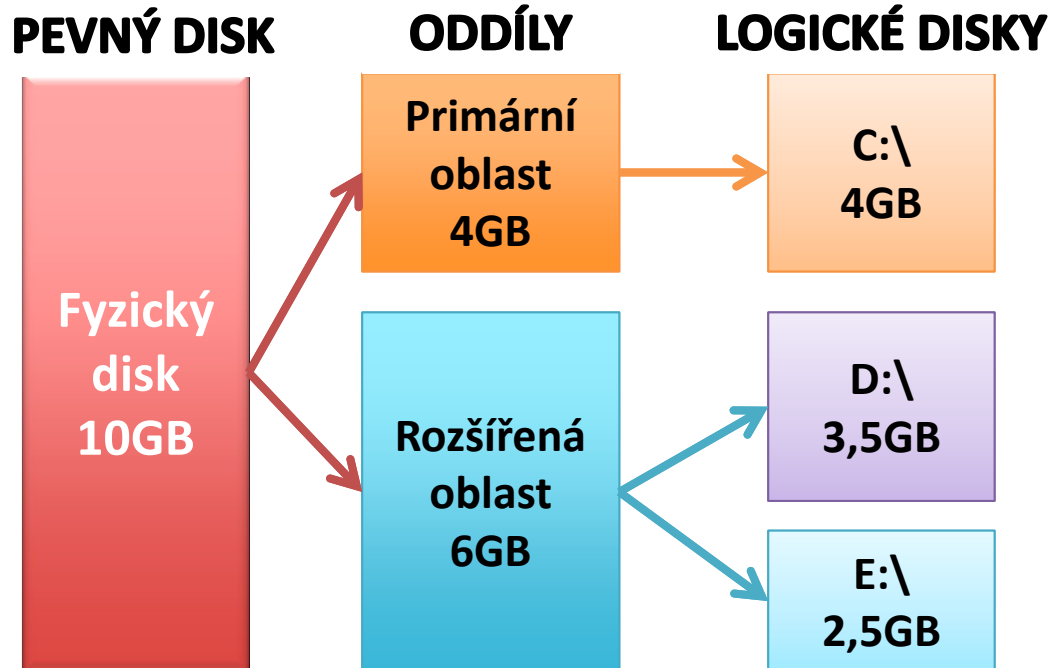 PEVNÝ DISK
ODDÍLY
LOGICKÉ DISKY
Fyzický
disk
10GB
Primární
oblast
4GB
Rozšířená
oblast
6GB
C:\
4GB
D:\
3,5GB
E:\
2,5GB